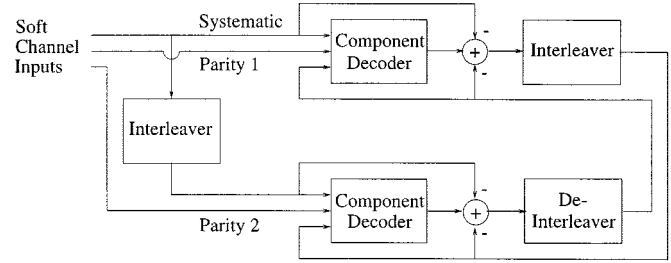 Soft
Channel
Inputs
Systematic
Parity 1
Component
Decoder
-
+
-
Interleaver
Interleaver
Parity 2
Component
Decoder
-
+
-
De-
Interleaver